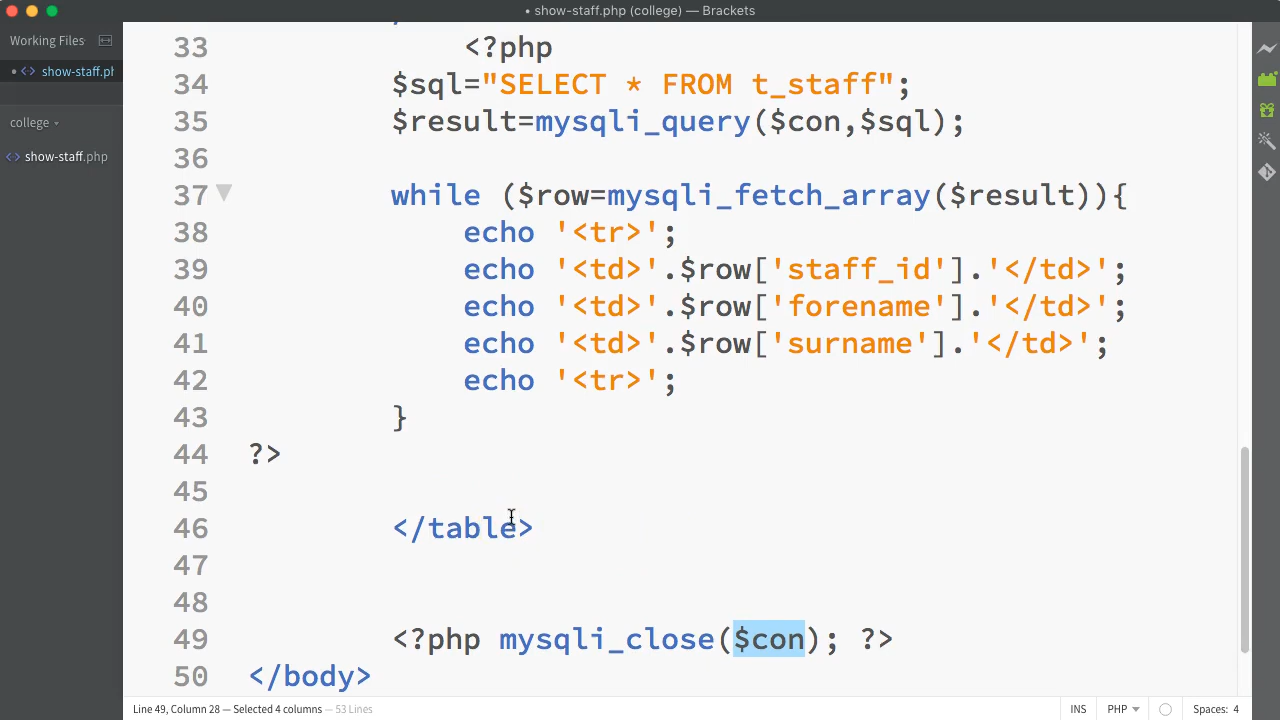 • show-staff.php (college) — Brackets
Working Files
• <> show-staff.ph
college
<> show-staff.php
33 <?php
34 $sql="SELECT * FROM t_staff";
35 $result=mysqli_query($con,$sql);
36
37 while ($row=mysqli_fetch_array($result)){
38 echo '<tr>';
39 echo '<td>'.$row['staff_id'].'</td>';
40 echo '<td>'.$row['forename'].'</td>';
41 echo '<td>'.$row['surname'].'</td>';
42 echo '<tr>';
43 }
44 ?>
45
46 </table>
47
48
49 <?php mysqli_close($con); ?>
50 </body>
Line 49, Column 28 — Selected 4 columns — 53 Lines
INS PHP Spaces: 4